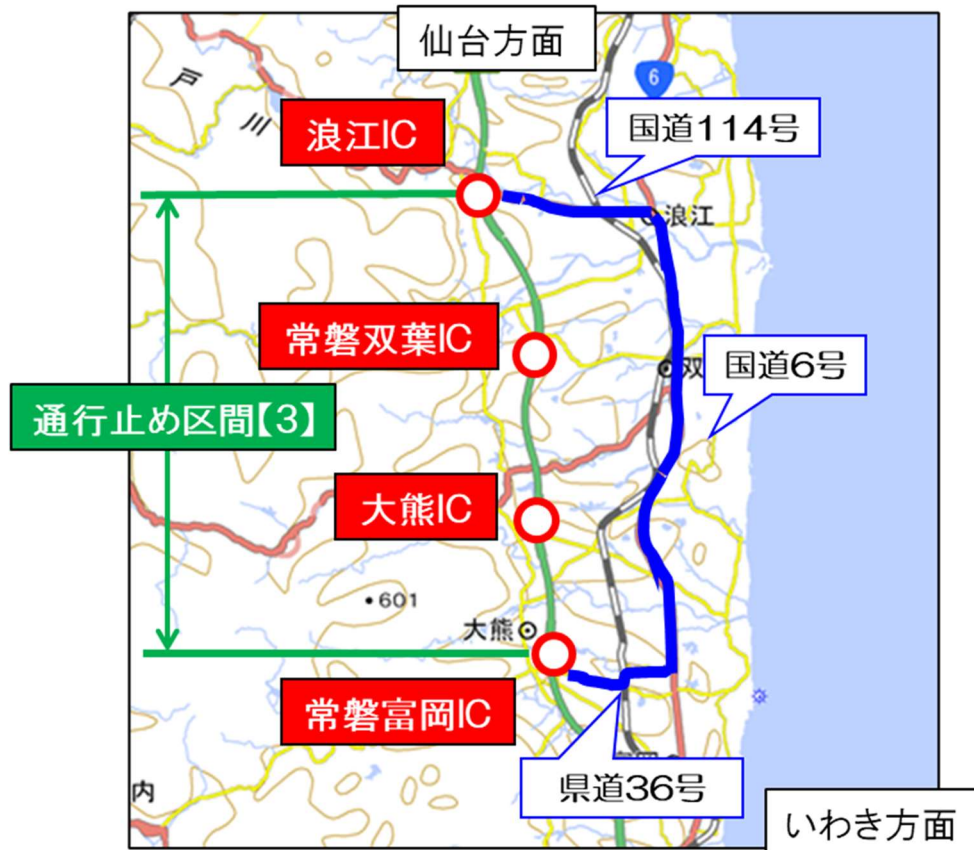 仙台方面
6
戸
川
浪江IC
国道114号
浪江
常磐双葉IC
双
国道6号
通行止め区間【3】
大熊IC
601
大熊
常磐富岡IC
内
県道36号
いわき方面